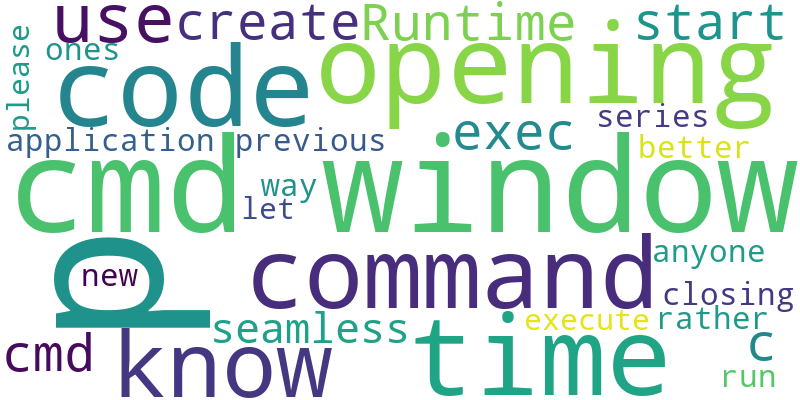 use create Runtime start
please ones code opening
application previous exec series better
cmd window
way let
p new command anyone closing
seamless execute rather c
cmd know time run